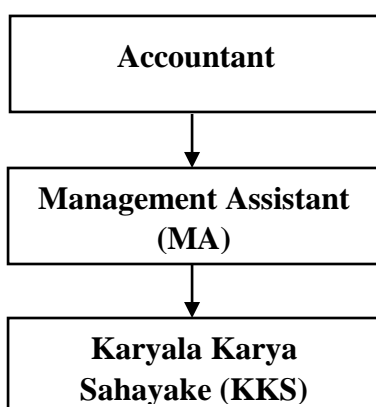 Accountant
Management Assistant
(MA)
Karyala Karya
Sahayake (KKS)